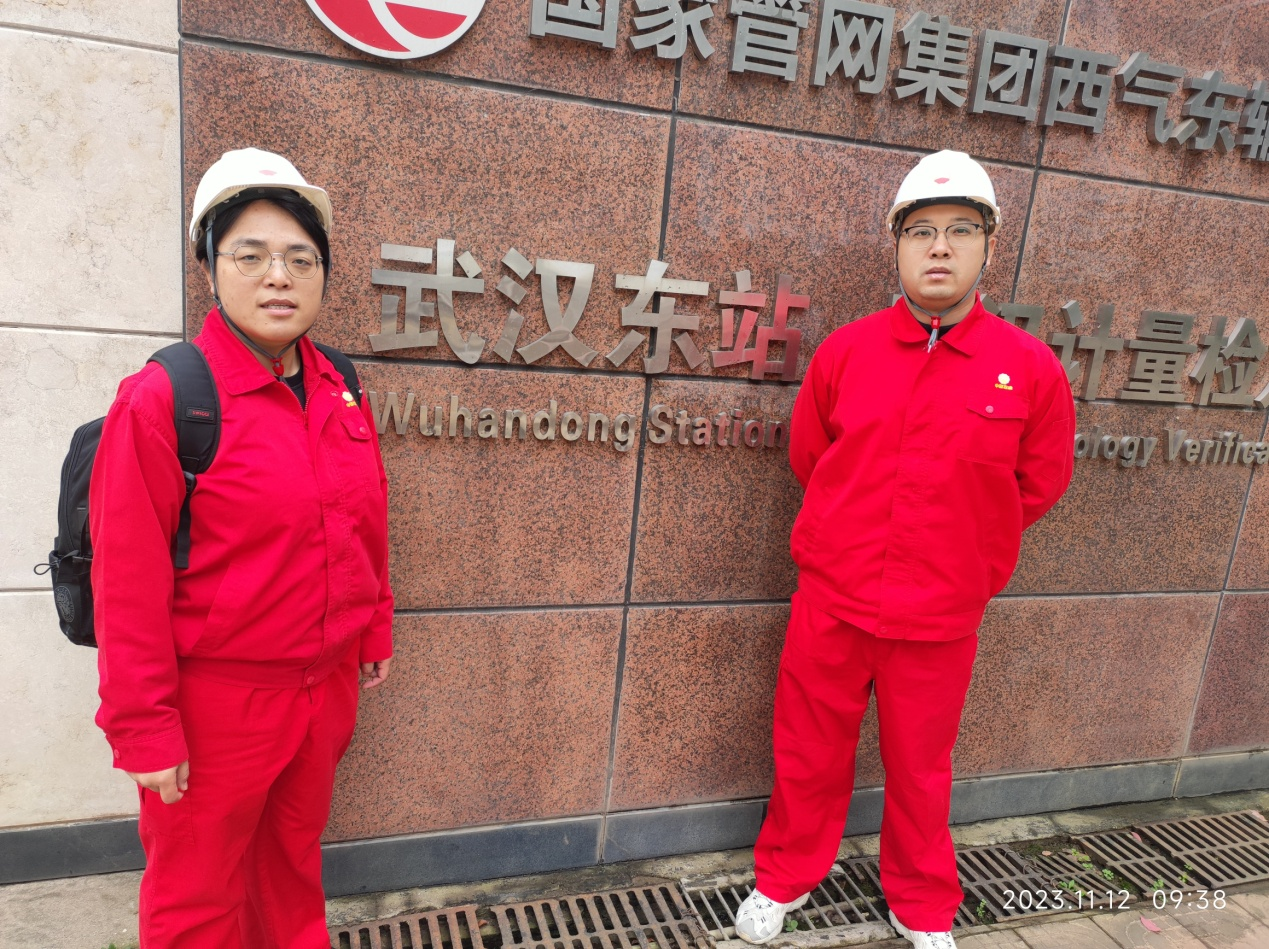 国家管网集团西气东输
武汉东站
计量检
Wuhandong Station
ology Verifica
2023.11.12 09:38